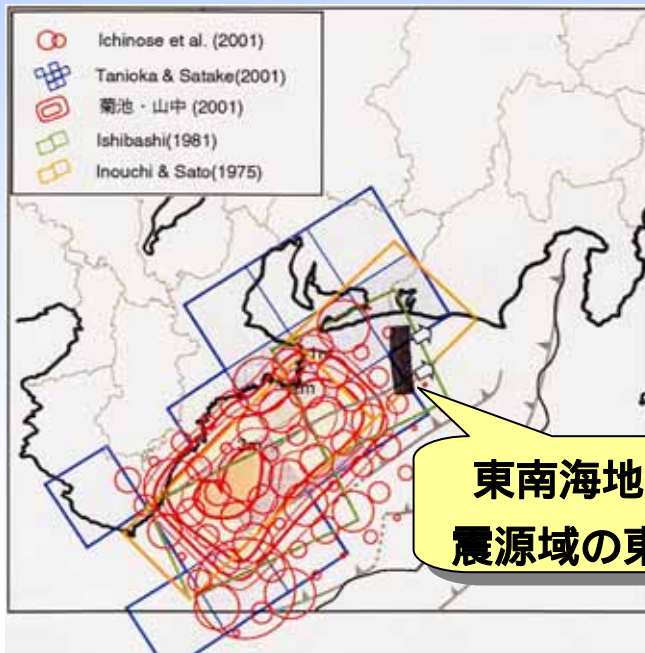 Ichinose et al. (2001)
Tanioka & Satake(2001)
菊池・山中 (2001)
Ishibashi(1981)
Inouchi & Sato(1975)
東南海地
震源域の東